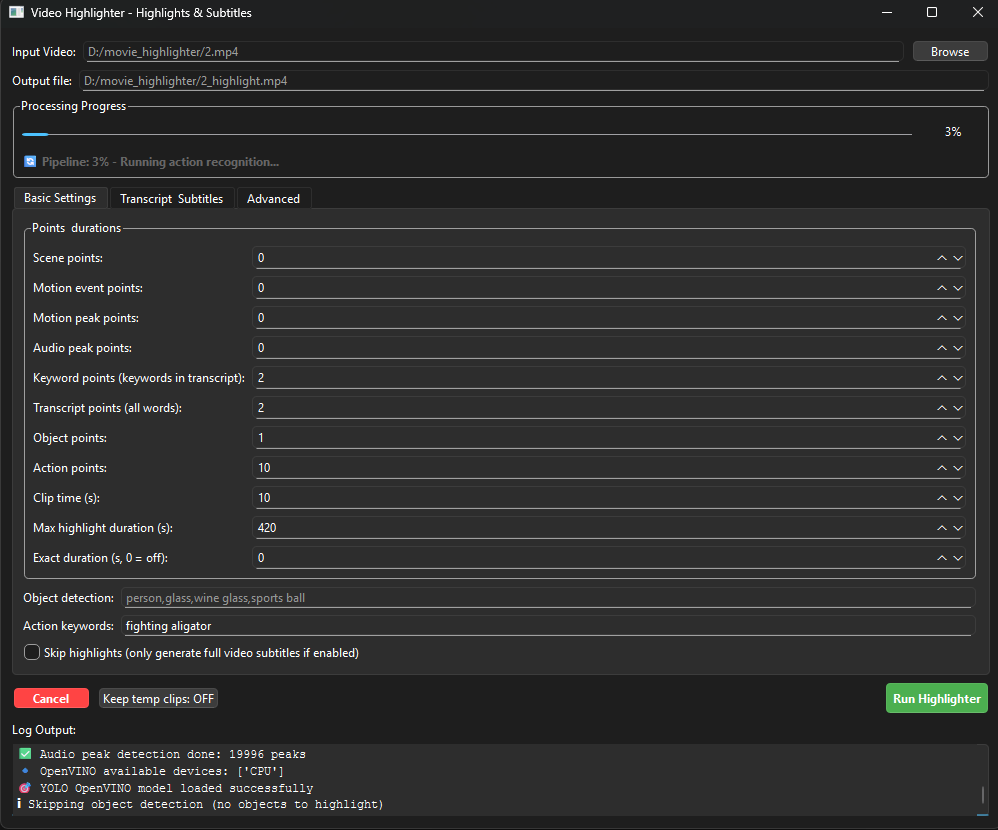 Video Highlighter - Highlights & Subtitles
Input Video: D:/movie_highlighter/2.mp4 Browse
Output file: D:/movie_highlighter/2_highlight.mp4
Processing Progress
3%
Pipeline: 3% - Running action recognition...
Basic Settings Transcript Subtitles Advanced
Points durations
Scene points: 0
Motion event points: 0
Motion peak points: 0
Audio peak points: 0
Keyword points (keywords in transcript): 2
Transcript points (all words): 2
Object points: 1
Action points: 10
Clip time (s): 10
Max highlight duration (s): 420
Exact duration (s, 0 = off): 0
Object detection: person,glass,wine glass,sports ball
Action keywords: fighting aligator
Skip highlights (only generate full video subtitles if enabled)
Cancel Keep temp clips: OFF Run Highlighter
Log Output:
Audio peak detection done: 19996 peaks
OpenVINO available devices: ['CPU']
YOLO OpenVINO model loaded successfully
Skipping object detection (no objects to highlight)